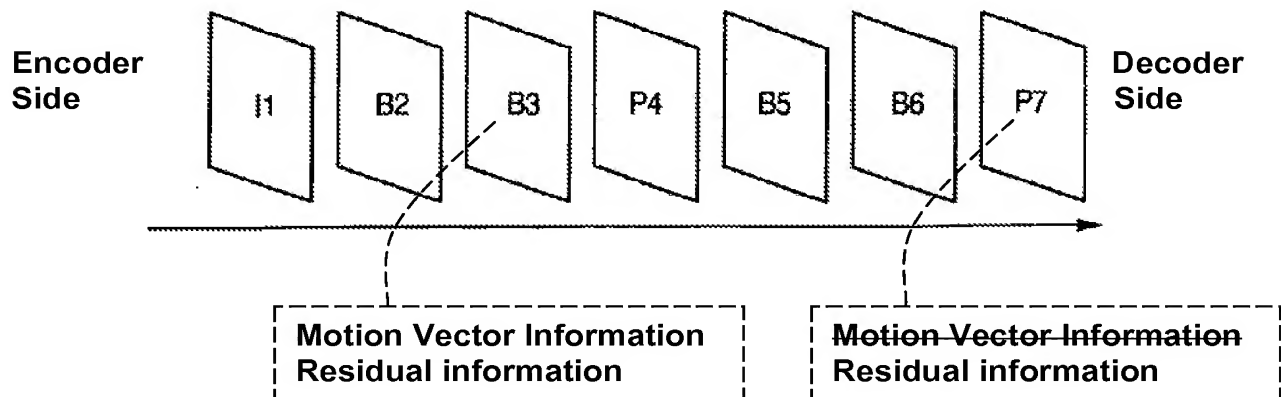 Encoder
Side
I1
B2
B3
P4
B5
B6
P7
Decoder
Side
Motion Vector Information
Residual information
Motion Vector Information
Residual information